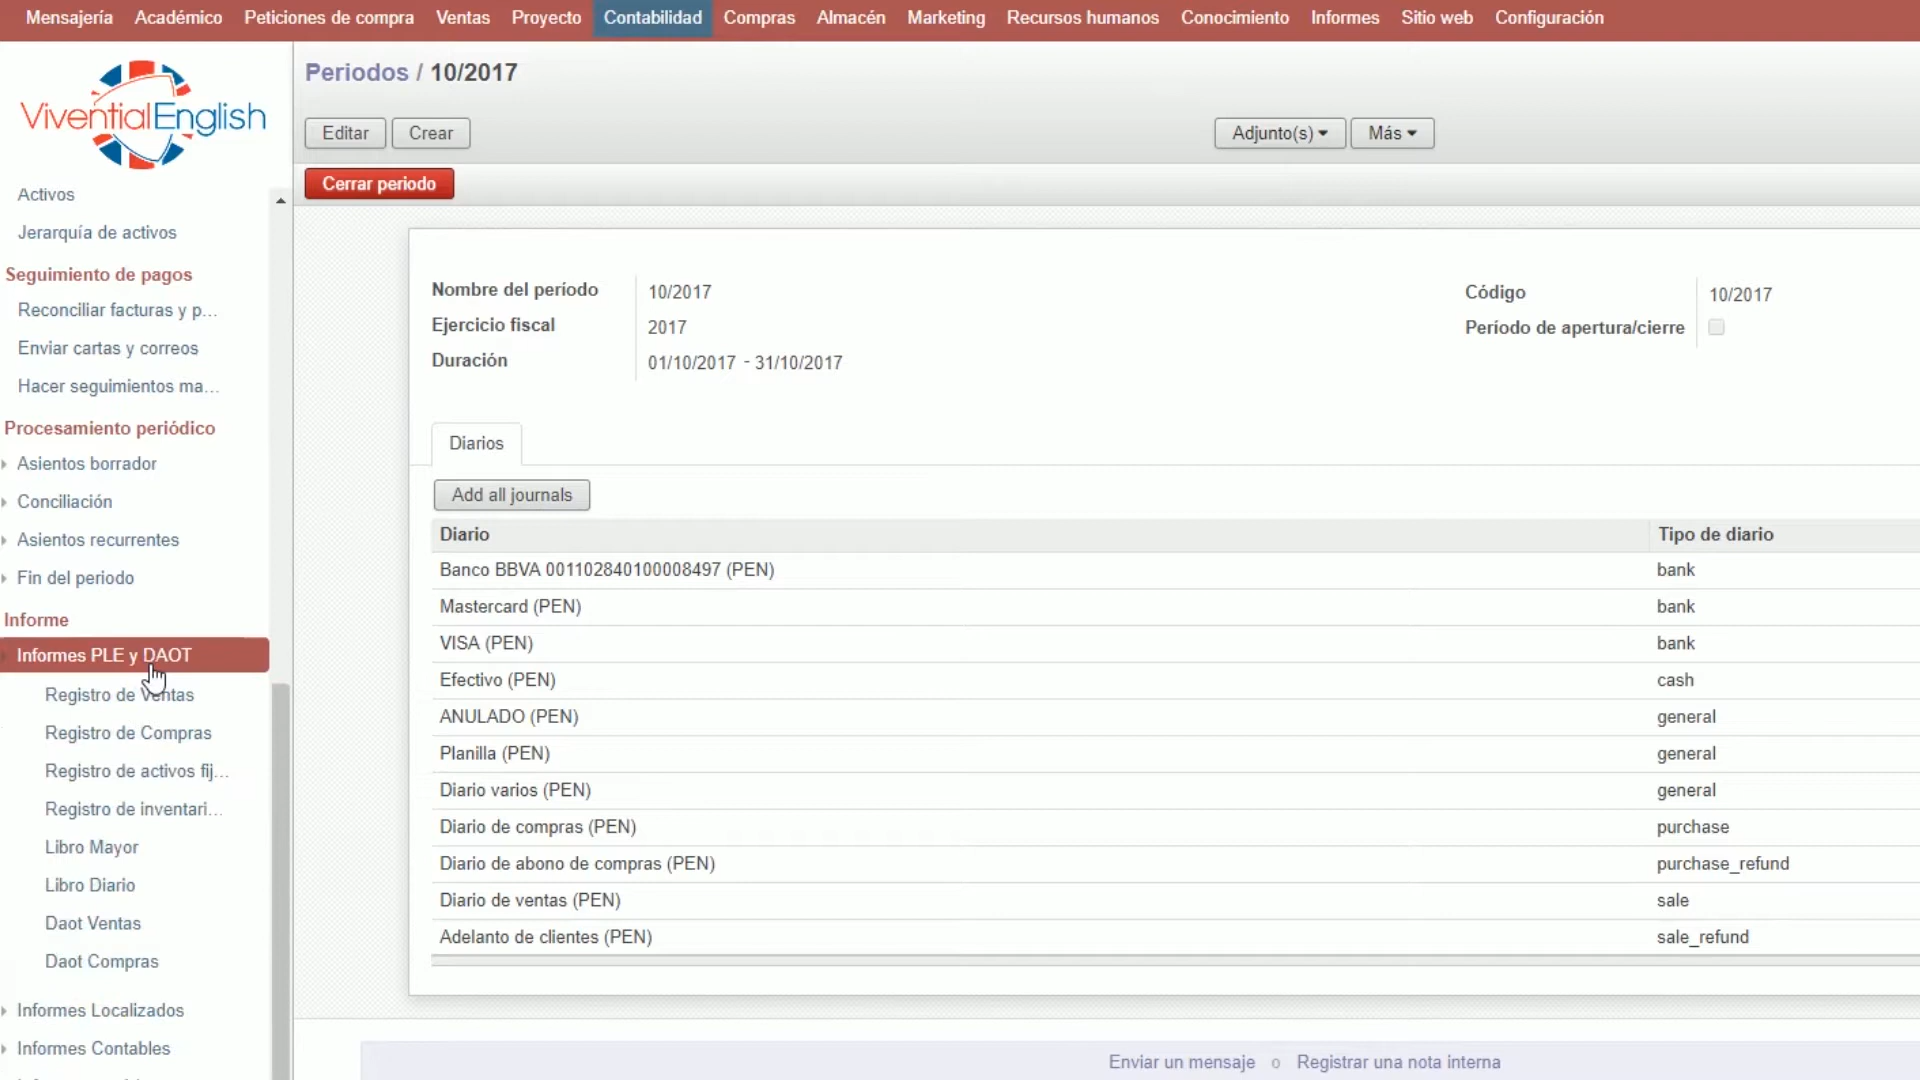 Mensajería Académico Peticiones de compra Ventas Proyecto Contabilidad Compras Almacén Marketing Recursos humanos Conocimiento Informes Sitio web Configuración
ViventialEnglish
Activos
Jerarquía de activos
Seguimiento de pagos
Reconciliar facturas y p...
Enviar cartas y correos
Hacer seguimientos ma...
Procesamiento periódico
Asientos borrador
Conciliación
Asientos recurrentes
Fin del periodo
Informe
Informes PLE y DAOT
Registro de Ventas
Registro de Compras
Registro de activos fij...
Registro de inventari...
Libro Mayor
Libro Diario
Daot Ventas
Daot Compras
Informes Localizados
Informes Contables
Periodos / 10/2017
Editar Crear Adjunto(s) Más
Cerrar periodo
Nombre del período 10/2017 Código 10/2017
Ejercicio fiscal 2017 Período de apertura/cierre
Duración 01/10/2017 - 31/10/2017
Diarios
Add all journals
Diario Tipo de diario
Banco BBVA 001102840100008497 (PEN) bank
Mastercard (PEN) bank
VISA (PEN) bank
Efectivo (PEN) cash
ANULADO (PEN) general
Planilla (PEN) general
Diario varios (PEN) general
Diario de compras (PEN) purchase
Diario de abono de compras (PEN) purchase_refund
Diario de ventas (PEN) sale
Adelanto de clientes (PEN) sale_refund
Enviar un mensaje o Registrar una nota interna